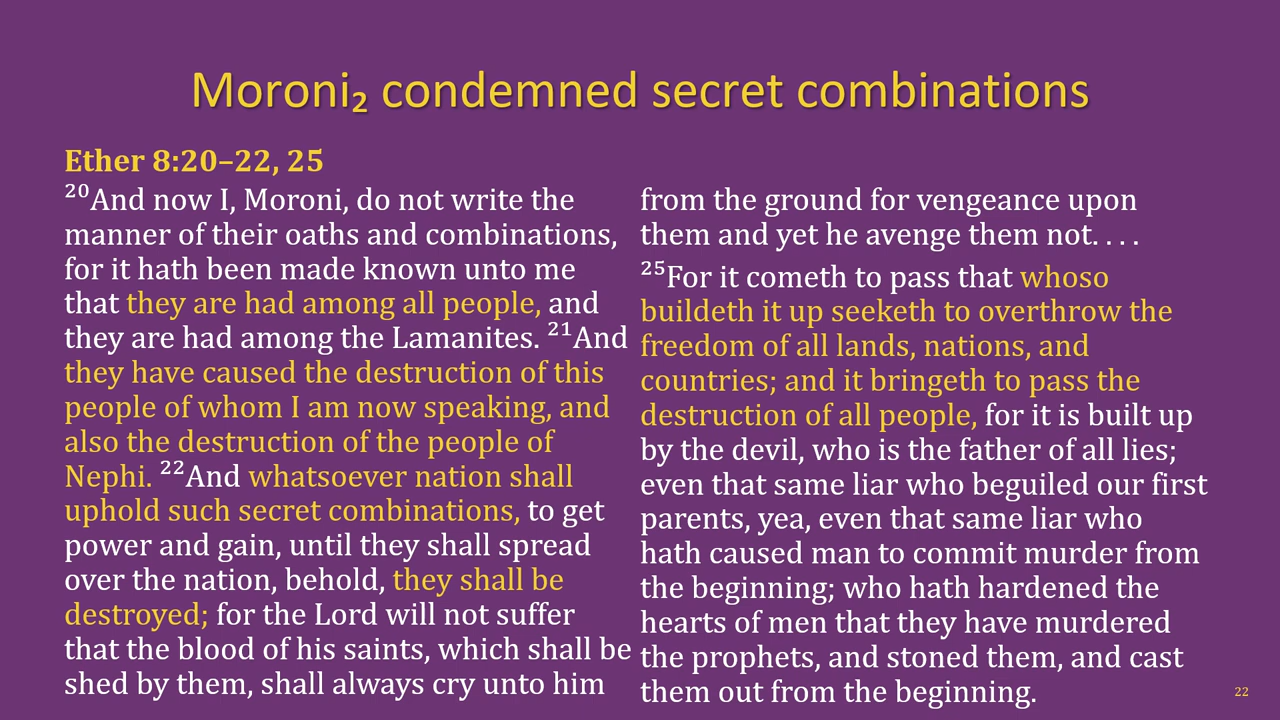 Moroni₂ condemned secret combinations
Ether 8:20–22, 25
²⁰And now I, Moroni, do not write the
manner of their oaths and combinations,
for it hath been made known unto me
that they are had among all people, and
they are had among the Lamanites. ²¹And
they have caused the destruction of this
people of whom I am now speaking, and
also the destruction of the people of
Nephi. ²²And whatsoever nation shall
uphold such secret combinations, to get
power and gain, until they shall spread
over the nation, behold, they shall be
destroyed; for the Lord will not suffer
that the blood of his saints, which shall be
shed by them, shall always cry unto him
from the ground for vengeance upon
them and yet he avenge them not. . . .
²⁵For it cometh to pass that whoso
buildeth it up seeketh to overthrow the
freedom of all lands, nations, and
countries; and it bringeth to pass the
destruction of all people, for it is built up
by the devil, who is the father of all lies;
even that same liar who beguiled our first
parents, yea, even that same liar who
hath caused man to commit murder from
the beginning; who hath hardened the
hearts of men that they have murdered
the prophets, and stoned them, and cast
them out from the beginning.
22